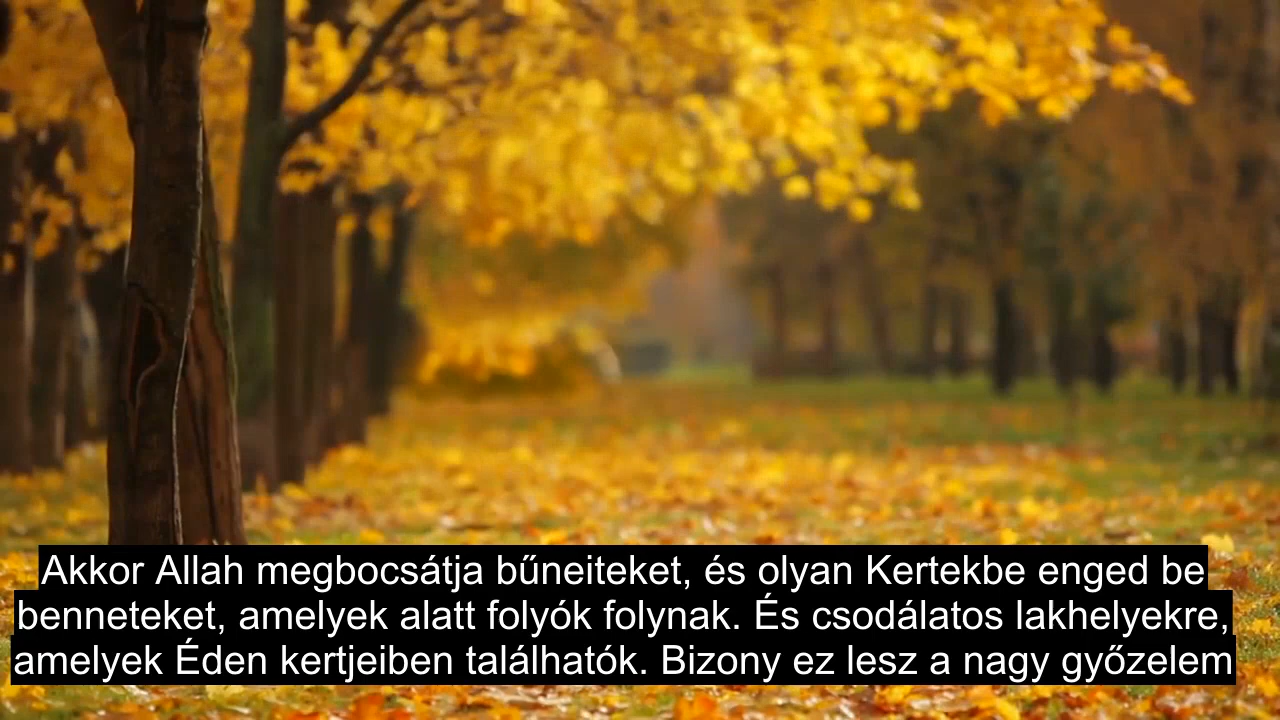 Akkor Allah megbocsátja bűneiteket, és olyan Kertekbe enged be
benneteket, amelyek alatt folyók folynak. És csodálatos lakhelyekre,
amelyek Éden kertjeiben találhatók. Bizony ez lesz a nagy győzelem